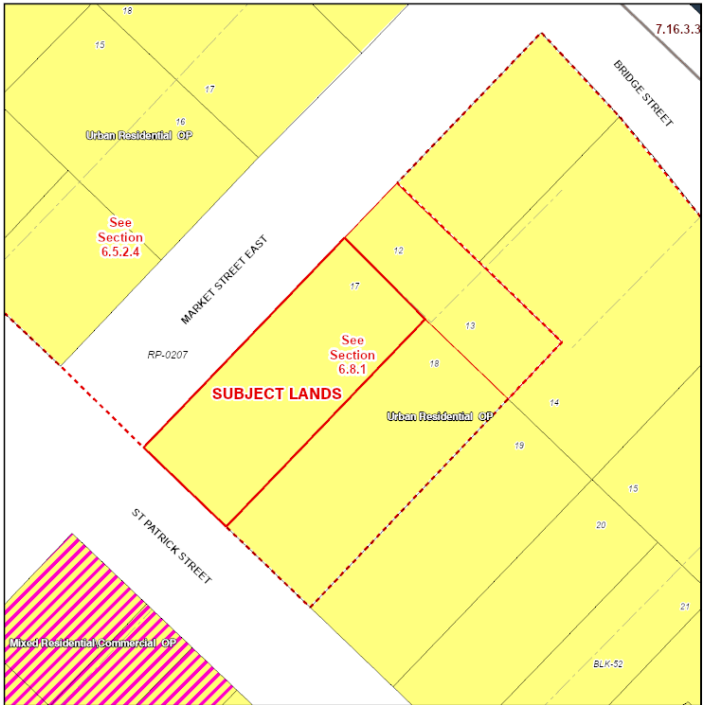 18
7.16.3.3
15
BRIDGE STREET
17
16
Urban Residential OP
See
Section
6.5.2.4
12
MARKET STREET EAST
17
13
See
Section
6.8.1
RP-0207
18
SUBJECT LANDS
14
Urban Residential OP
19
15
20
ST PATRICK STREET
21
Mixed Residential Commercial OP
BLK-52